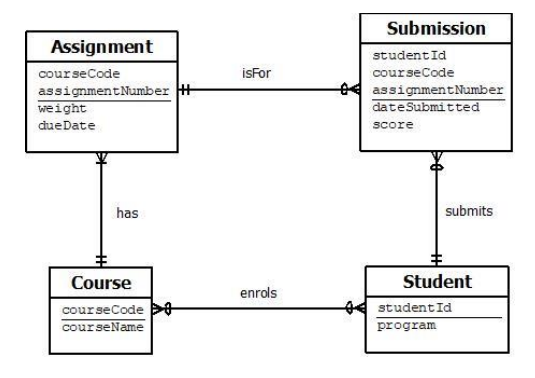 Assignment
courseCode
assignmentNumber
weight
dueDate
isFor
Submission
studentId
courseCode
assignmentNumber
dateSubmitted
score
has
submits
Course
courseCode
courseName
enrols
Student
studentId
program